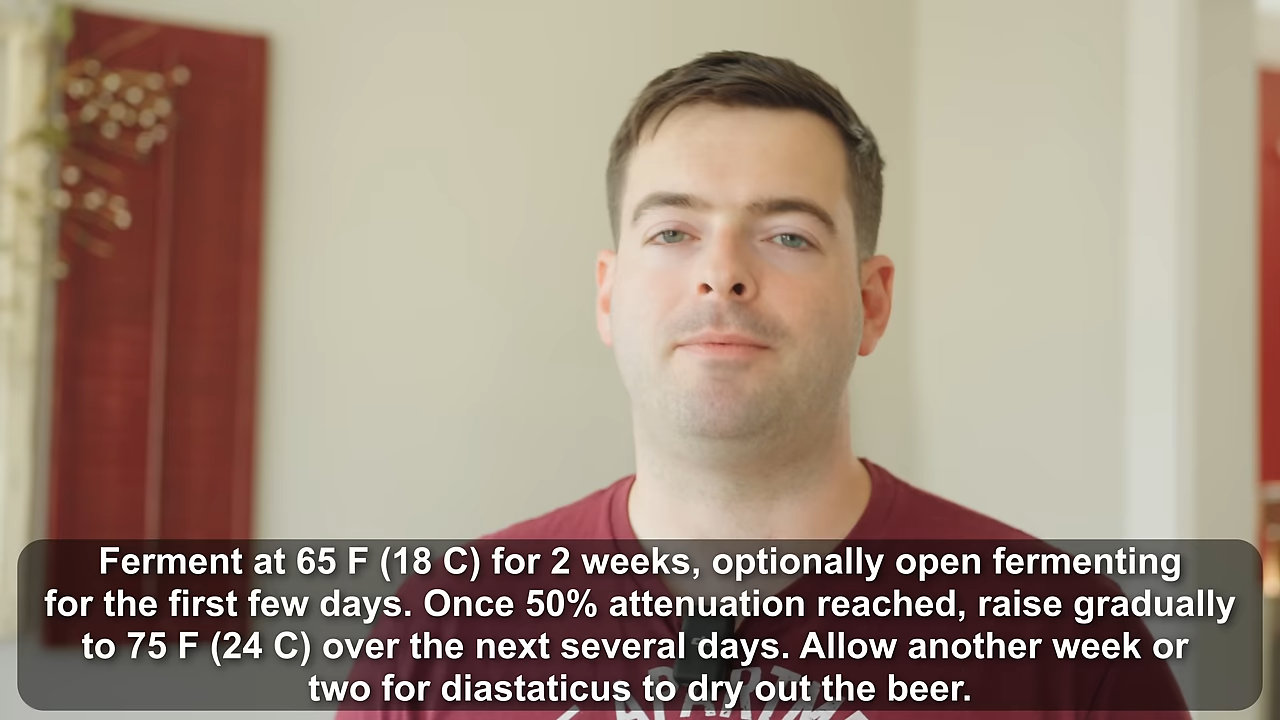 Ferment at 65 F (18 C) for 2 weeks, optionally open fermenting
for the first few days. Once 50% attenuation reached, raise gradually
to 75 F (24 C) over the next several days. Allow another week or
two for diastaticus to dry out the beer.